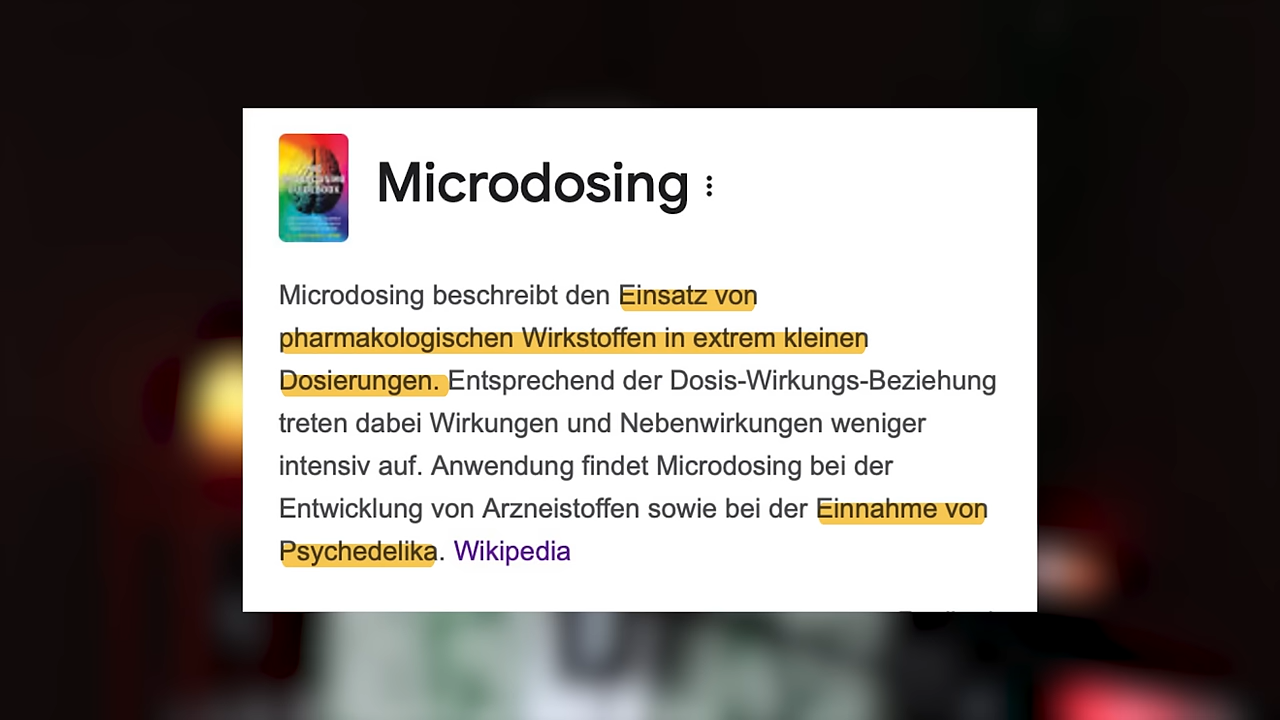 Microdosing
Microdosing beschreibt den Einsatz von
pharmakologischen Wirkstoffen in extrem kleinen
Dosierungen. Entsprechend der Dosis-Wirkungs-Beziehung
treten dabei Wirkungen und Nebenwirkungen weniger
intensiv auf. Anwendung findet Microdosing bei der
Entwicklung von Arzneistoffen sowie bei der Einnahme von
Psychedelika. Wikipedia